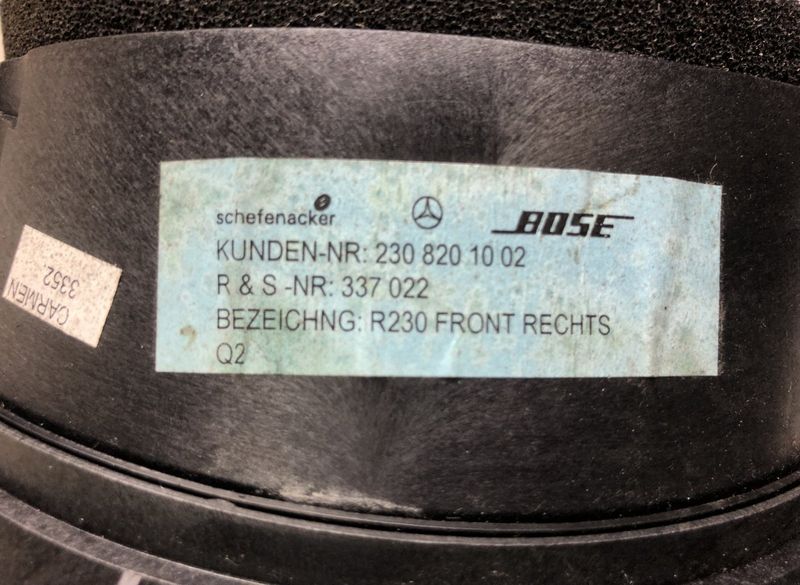 schefenacker BOSE
KUNDEN-NR: 230 820 10 02
R & S -NR: 337 022
BEZEICHNG: R230 FRONT RECHTS
Q2
CARMEN
3352